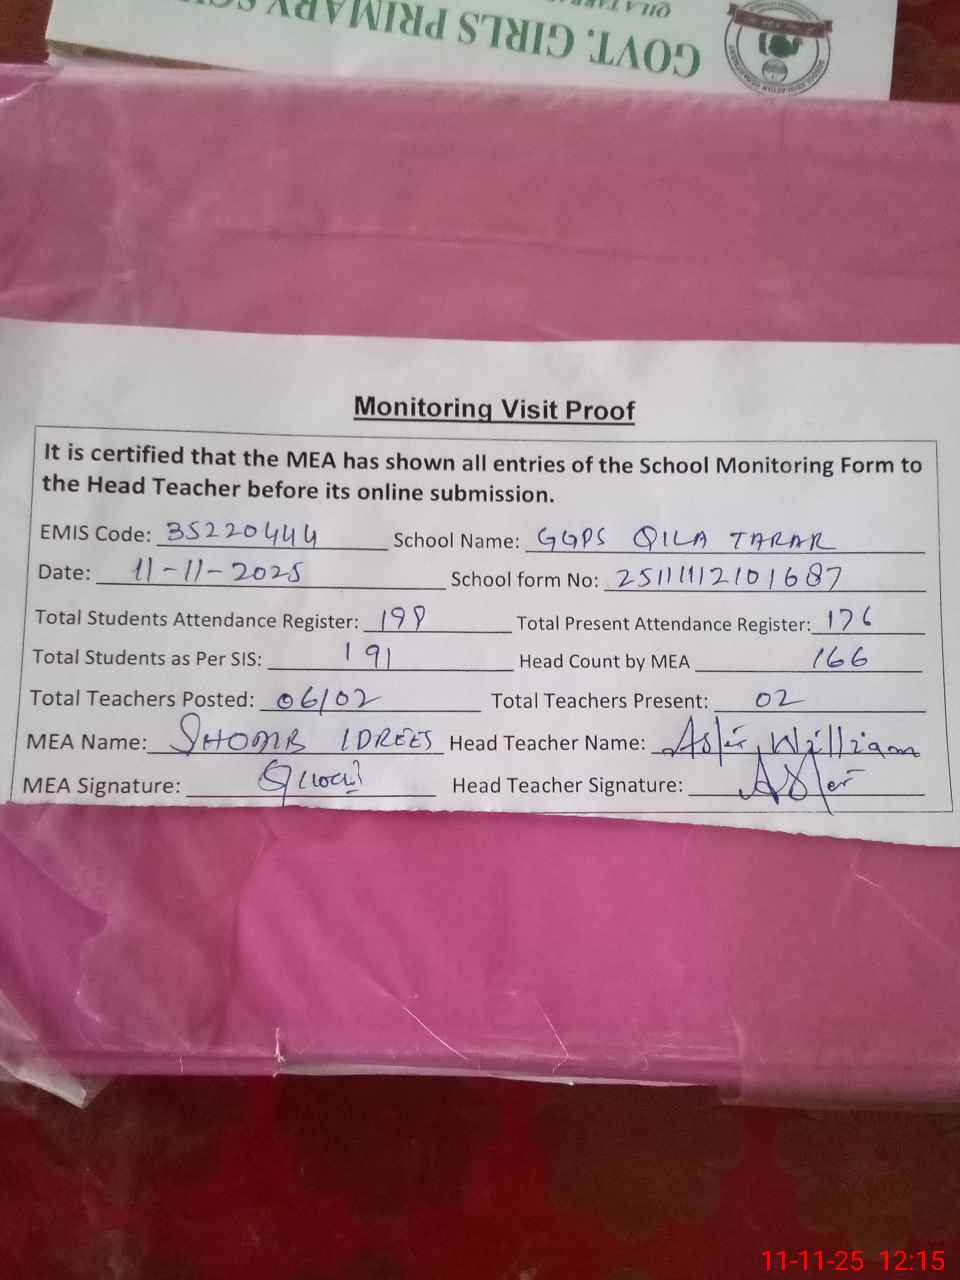 GOVT. GIRLS PRIMARY SC
QILA TARA
Monitoring Visit Proof
It is certified that the MEA has shown all entries of the School Monitoring Form to
the Head Teacher before its online submission.
EMIS Code: 35220444 School Name: GGPS QILA TARAR
Date: 11-11-2025 School form No: 25111112101687
Total Students Attendance Register: 198 Total Present Attendance Register: 176
Total Students as Per SIS: 191 Head Count by MEA 166
Total Teachers Posted: 06/02 Total Teachers Present: 02
MEA Name: SHOAIB IDREES Head Teacher Name: William
MEA Signature: Head Teacher Signature:
11-11-25 12:15